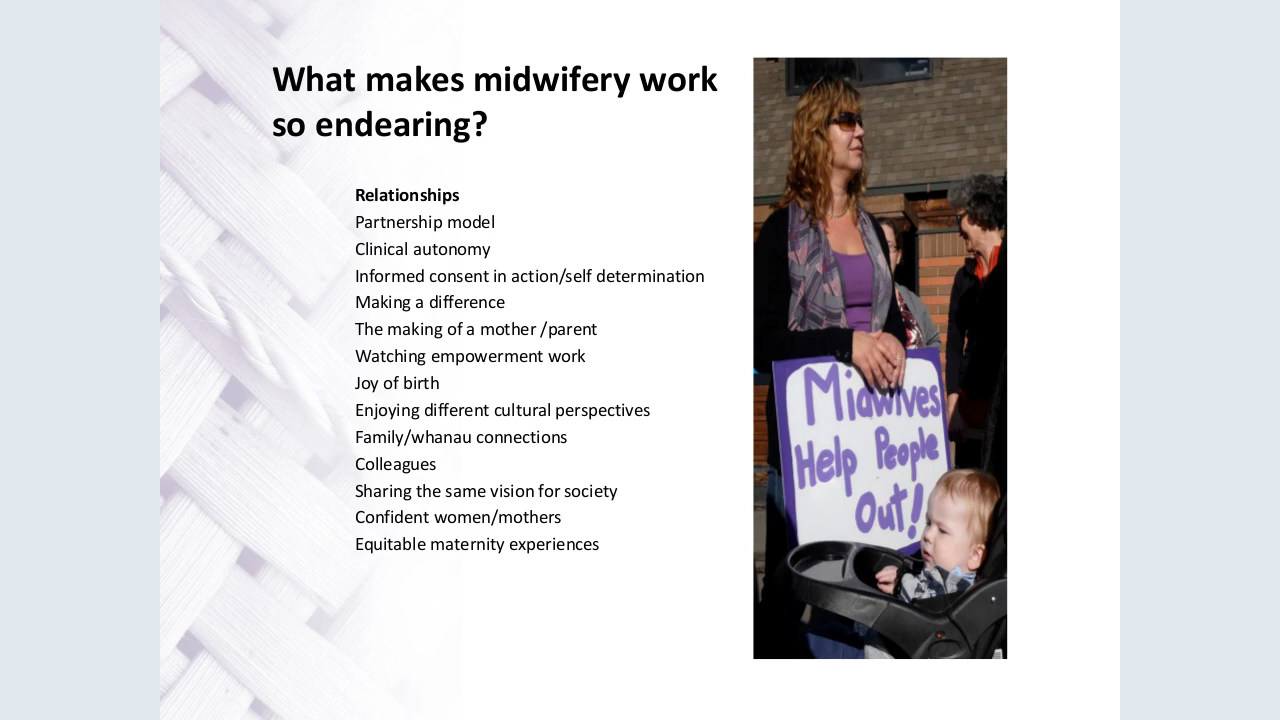 What makes midwifery work
so endearing?
Relationships
Partnership model
Clinical autonomy
Informed consent in action/self determination
Making a difference
The making of a mother /parent
Watching empowerment work
Joy of birth
Enjoying different cultural perspectives
Family/whanau connections
Colleagues
Sharing the same vision for society
Confident women/mothers
Equitable maternity experiences
Midwives
Help People
Out!